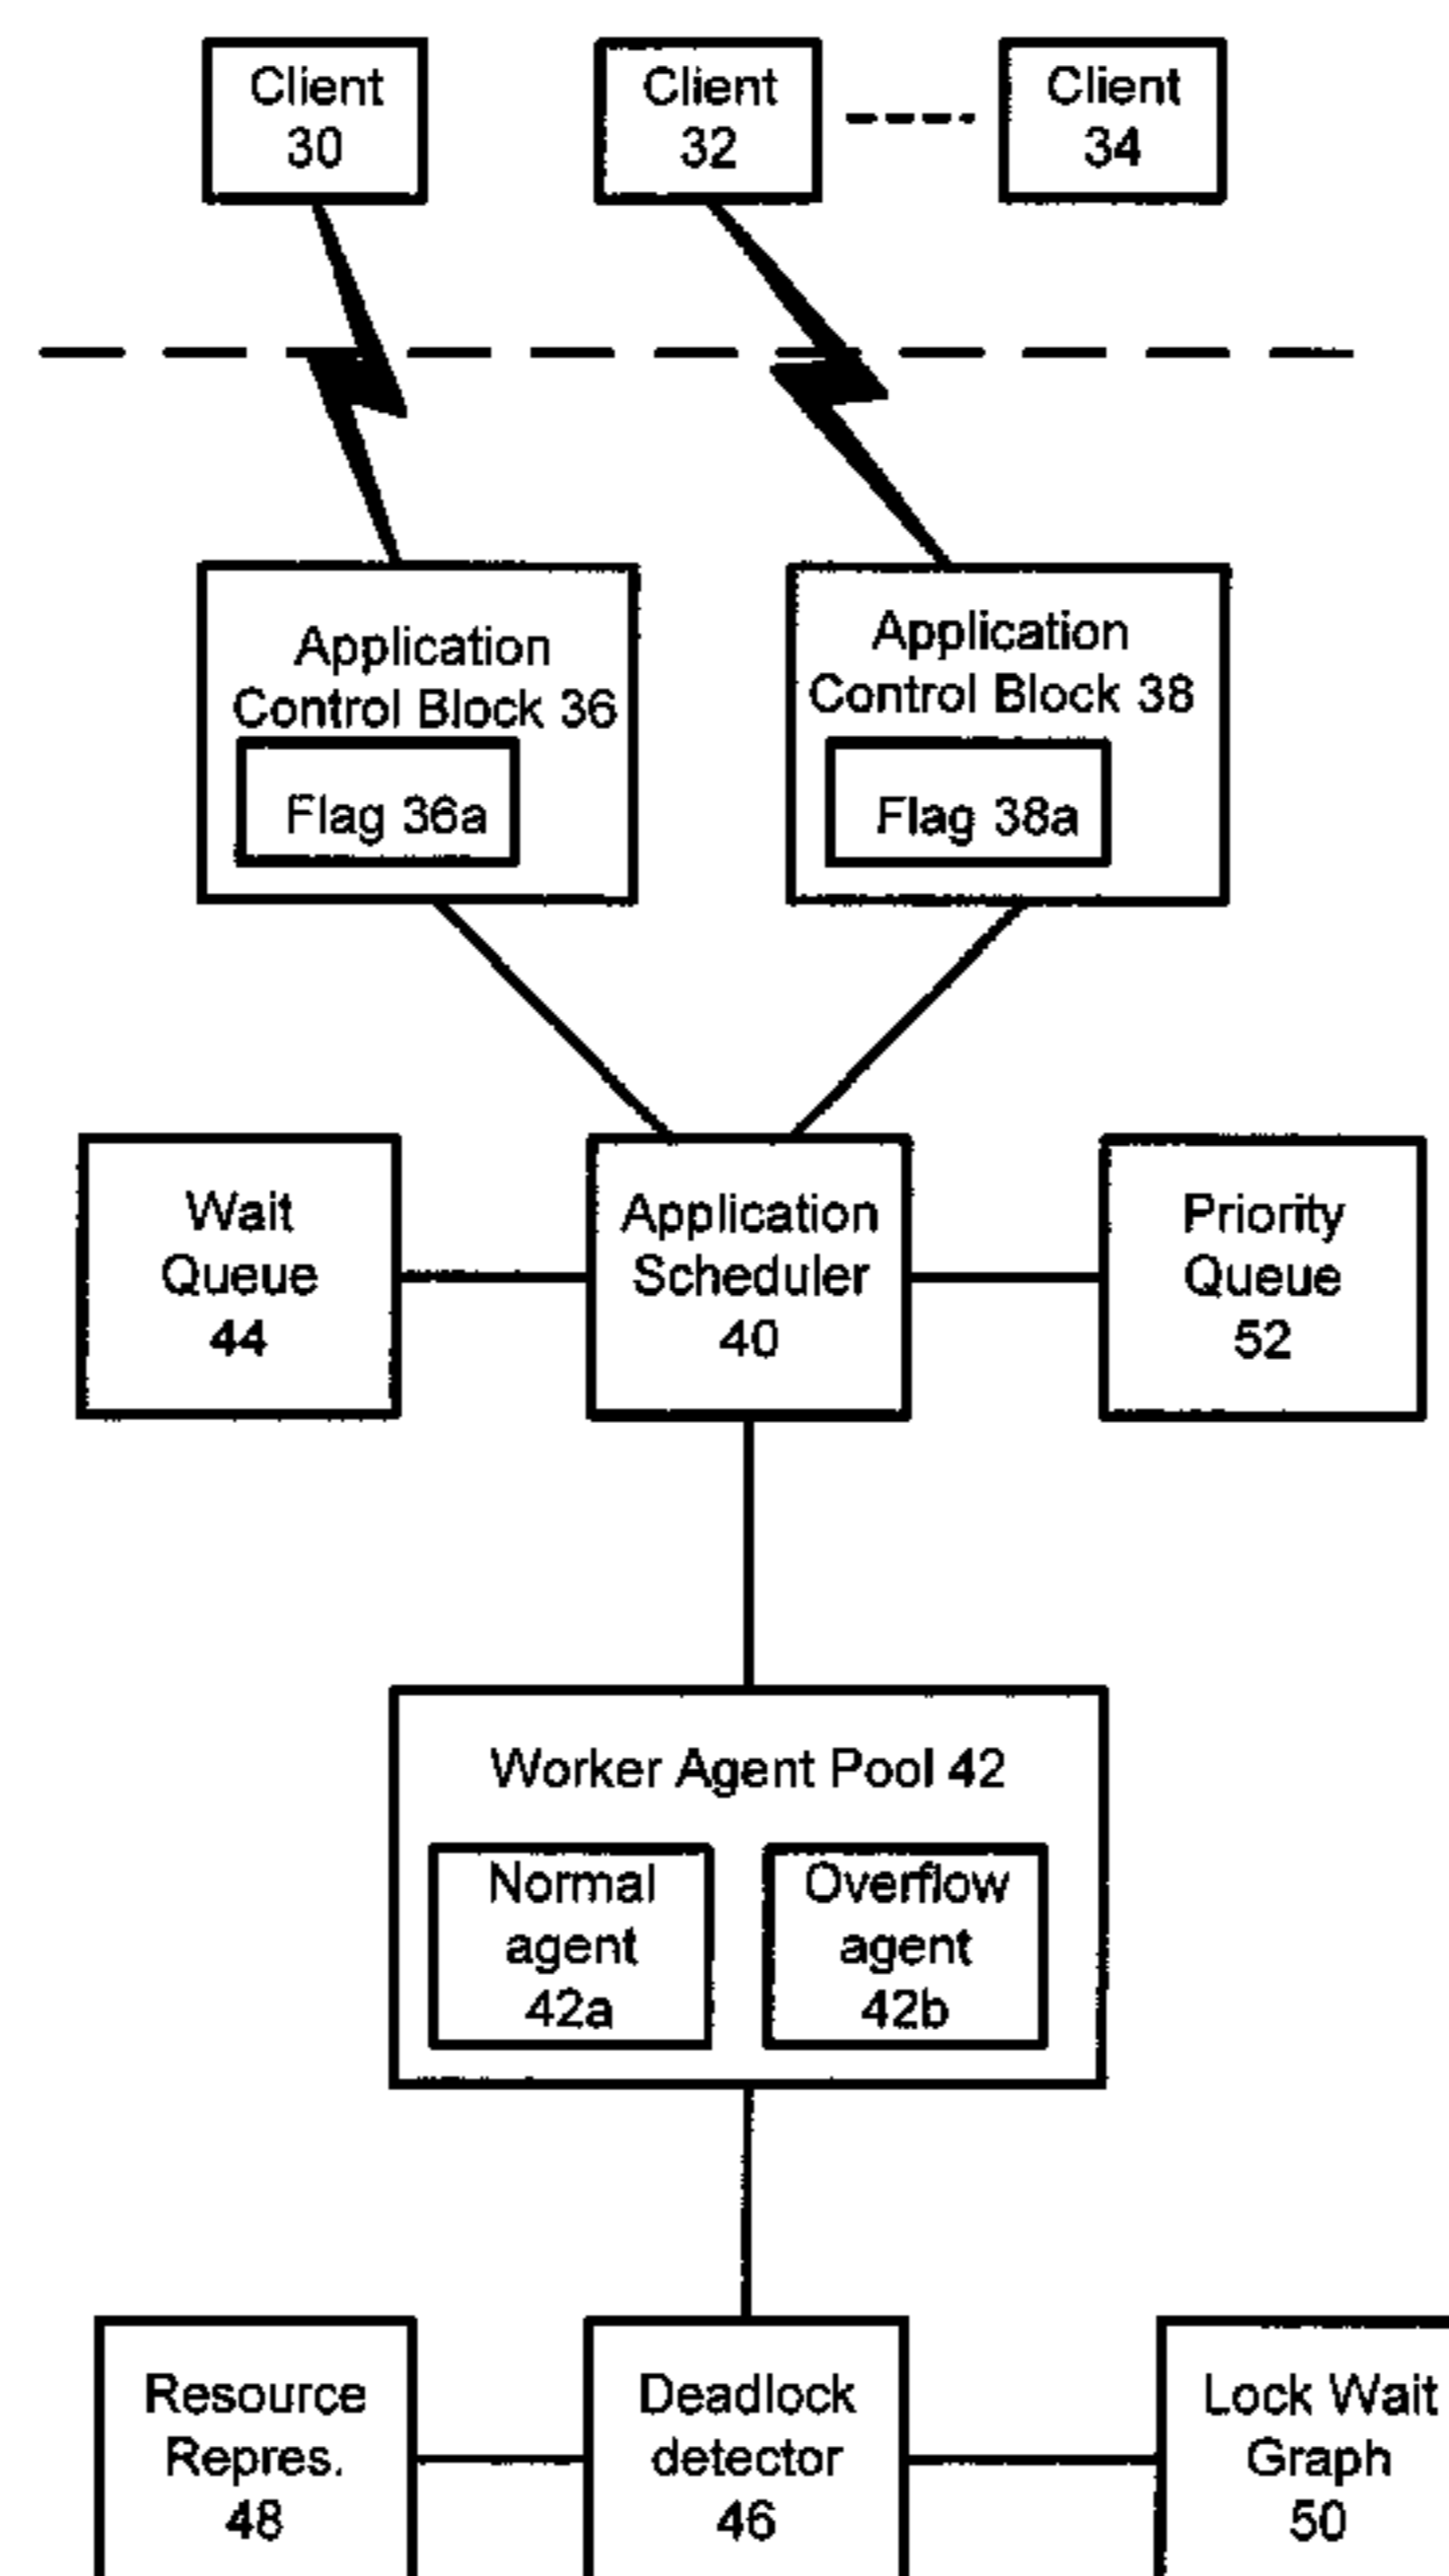 Client
30
Client
32
Client
34
Application
Control Block 36
Flag 36a
Application
Control Block 38
Flag 38a
Wait
Queue
44
Application
Scheduler
40
Priority
Queue
52
Worker Agent Pool 42
Normal
agent
42a
Overflow
agent
42b
Resource
Repres.
48
Deadlock
detector
46
Lock Wait
Graph
50